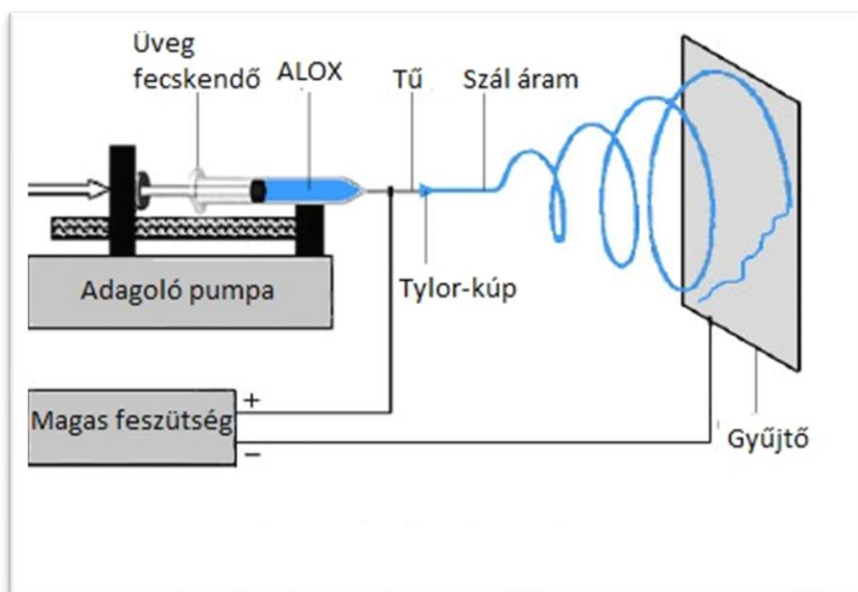 Üveg
fecskendő
ALOX
Tű
Szál áram
Tylor-kúp
Adagoló pumpa
+
Magas feszütség
−
Gyűjtő